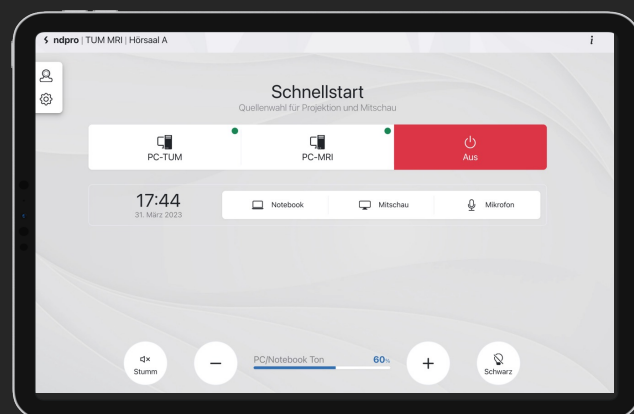 ndpro | TUM MRI | Hörsaal A
i
Schnellstart
Quellenwahl für Projektion und Mitschau
PC-TUM
PC-MRI
Aus
17:44
31. März 2023
Notebook
Mitschau
Mikrofon
Stumm
PC/Notebook Ton
60%
Schwarz